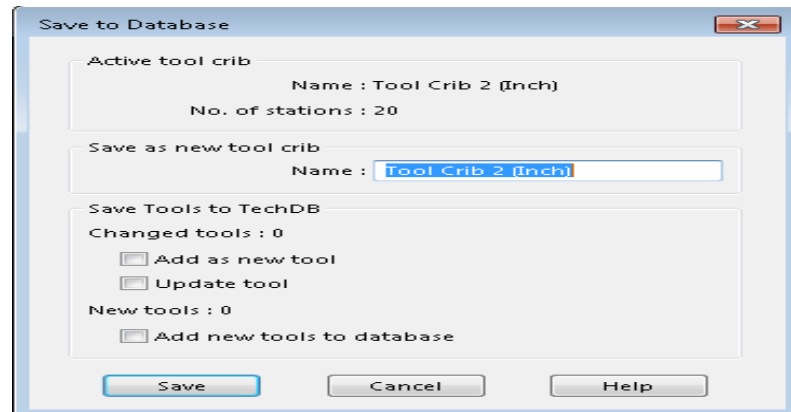 Save to Database
Active tool crib
Name : Tool Crib 2 (Inch)
No. of stations : 20
Save as new tool crib
Name : Tool Crib 2 (Inch)
Save Tools to TechDB
Changed tools : 0
Add as new tool
Update tool
New tools : 0
Add new tools to database
Save Cancel Help